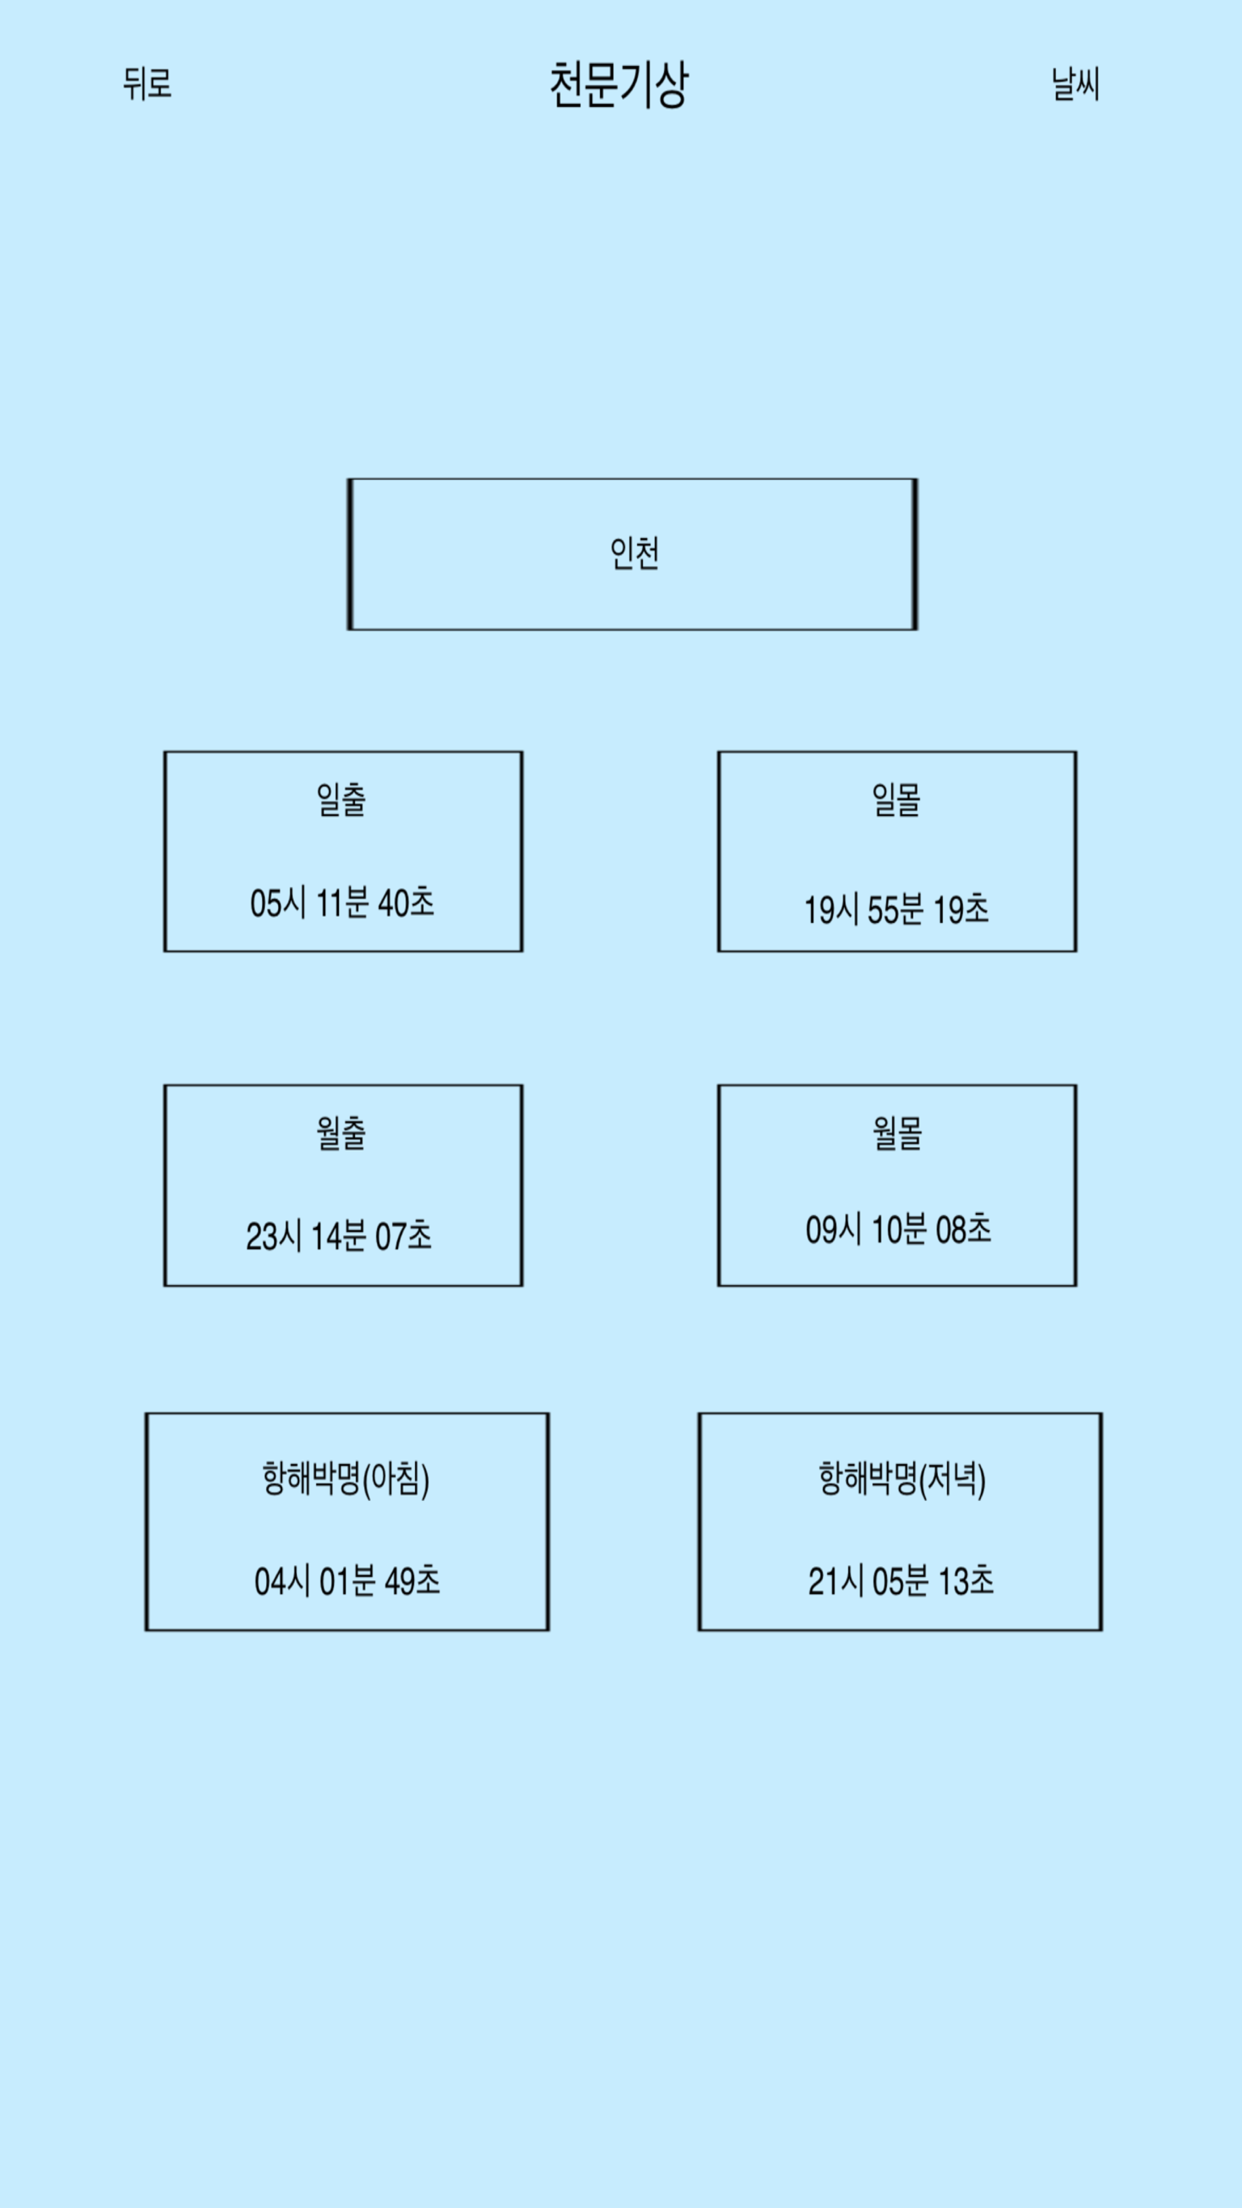 뒤로
천문기상
날씨
인천
일출
05시 11분 40초
일몰
19시 55분 19초
월출
23시 14분 07초
월몰
09시 10분 08초
항해박명(아침)
04시 01분 49초
항해박명(저녁)
21시 05분 13초